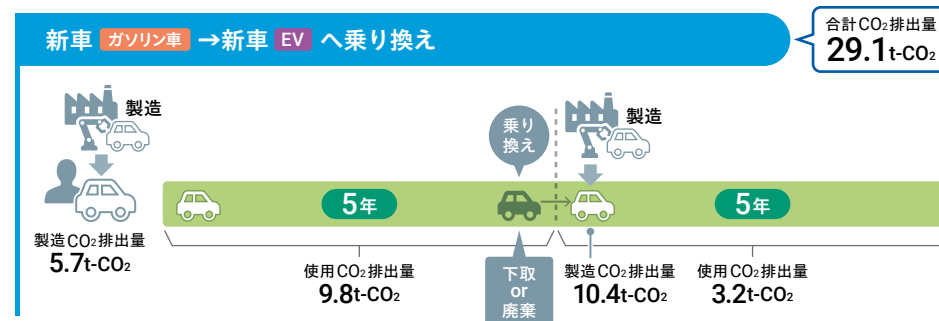 新車 ガソリン車 →新車 EV へ乗り換え
合計CO₂排出量
29.1t-CO₂
製造
乗り
換え
製造
5年
5年
製造CO₂排出量
5.7t-CO₂
使用CO₂排出量
9.8t-CO₂
下取
or
廃棄
製造CO₂排出量
10.4t-CO₂
使用CO₂排出量
3.2t-CO₂